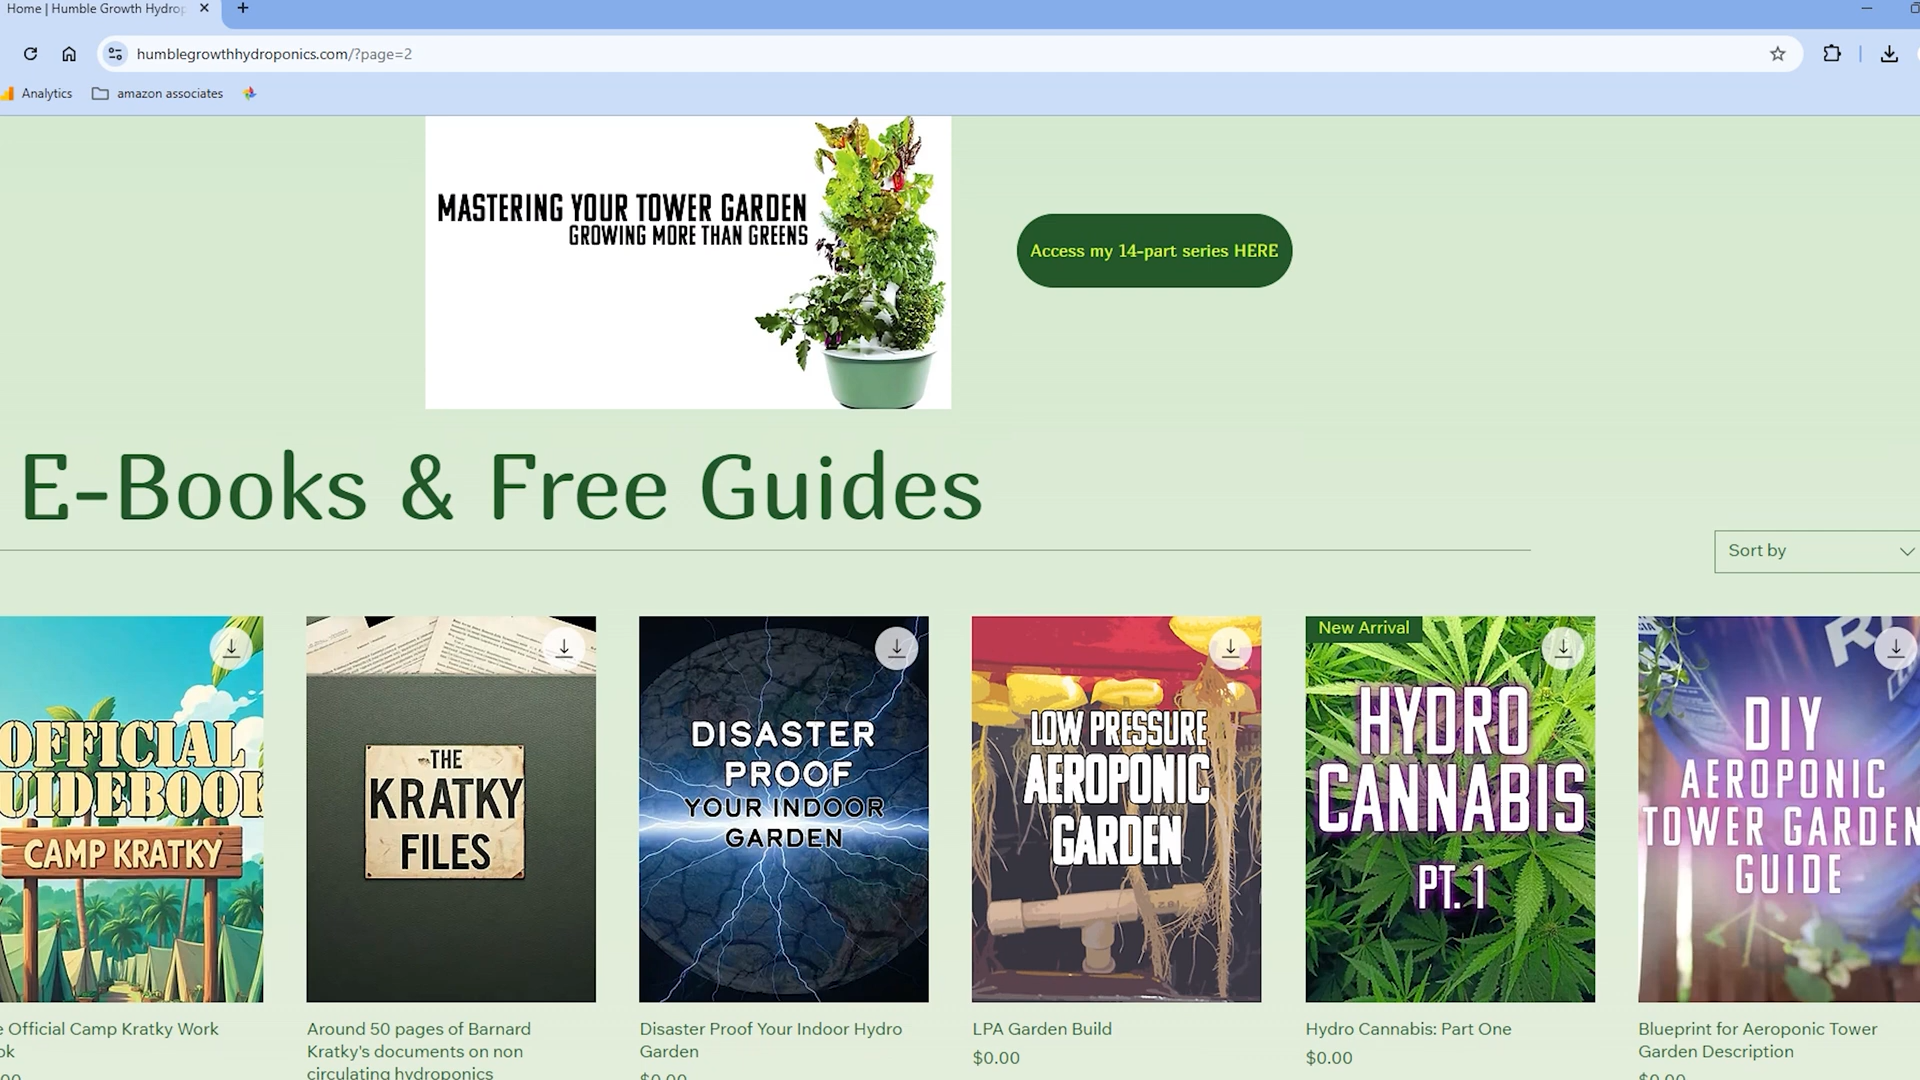 Home | Humble Growth Hydrop
humblegrowthhydroponics.com/?page=2
Analytics
amazon associates
MASTERING YOUR TOWER GARDEN
GROWING MORE THAN GREENS
Access my 14-part series HERE
E-Books & Free Guides
Sort by
OFFICIAL
UIDEBOOK
CAMP KRATKY
THE
KRATKY
FILES
DISASTER
PROOF
YOUR INDOOR
GARDEN
LOW PRESSURE
AEROPONIC
GARDEN
New Arrival
HYDRO
CANNABIS
PT. 1
DIY
AEROPONIC
TOWER GARDEN
GUIDE
e Official Camp Kratky Work
ok
Around 50 pages of Barnard
Kratky's documents on non
circulating hydroponics
Disaster Proof Your Indoor Hydro
Garden
$0.00
LPA Garden Build
$0.00
Hydro Cannabis: Part One
$0.00
Blueprint for Aeroponic Tower
Garden Description
$0.00